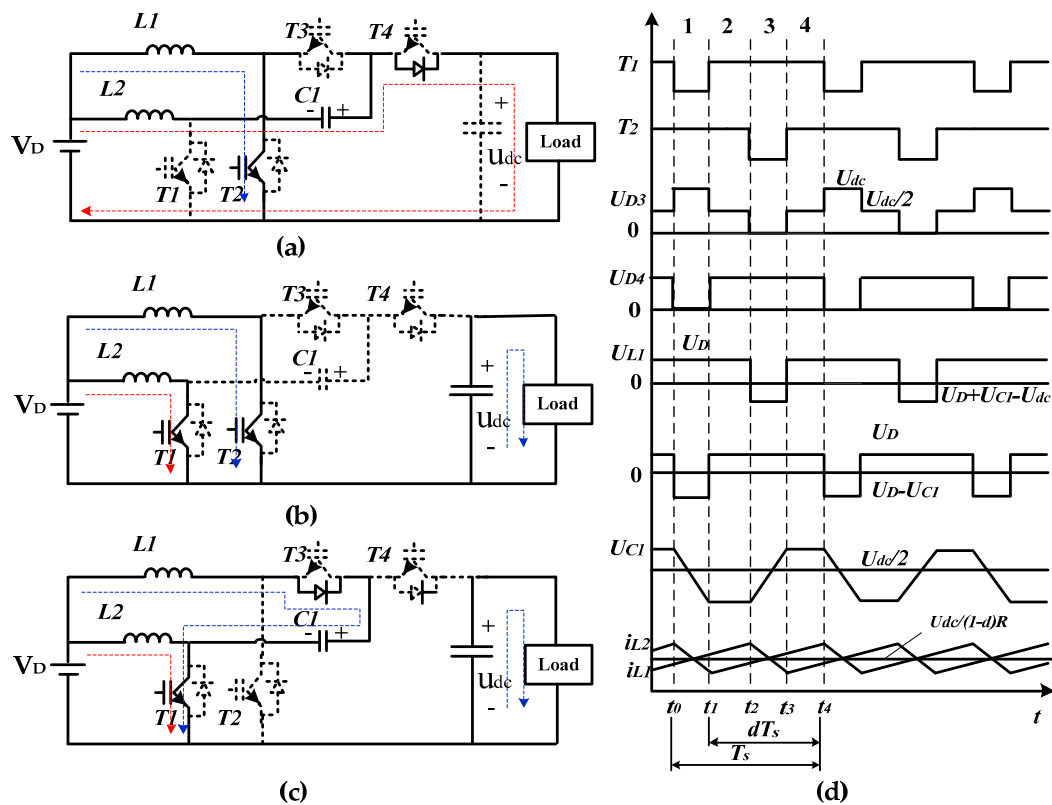 L1
T3
T4
L2
C1
- +
+
VD
Load
udc
T1
T2
-
(a)
L1
T3
T4
L2
C1
- +
+
VD
Load
udc
T1
T2
-
(b)
L1
T3
T4
L2
C1
- +
+
VD
Load
udc
T1
T2
-
(c)
1 2 3 4
T1
T2
Udc
UD3
Udc/2
0
UD4
0
UD
UL1
0
UD+UC1-Udc
UD
0
UD-UC1
UC1
Udc/2
Udc/(1-d)R
iL2
iL1
t0 t1 t2 t3 t4 t
dTs
Ts
(d)